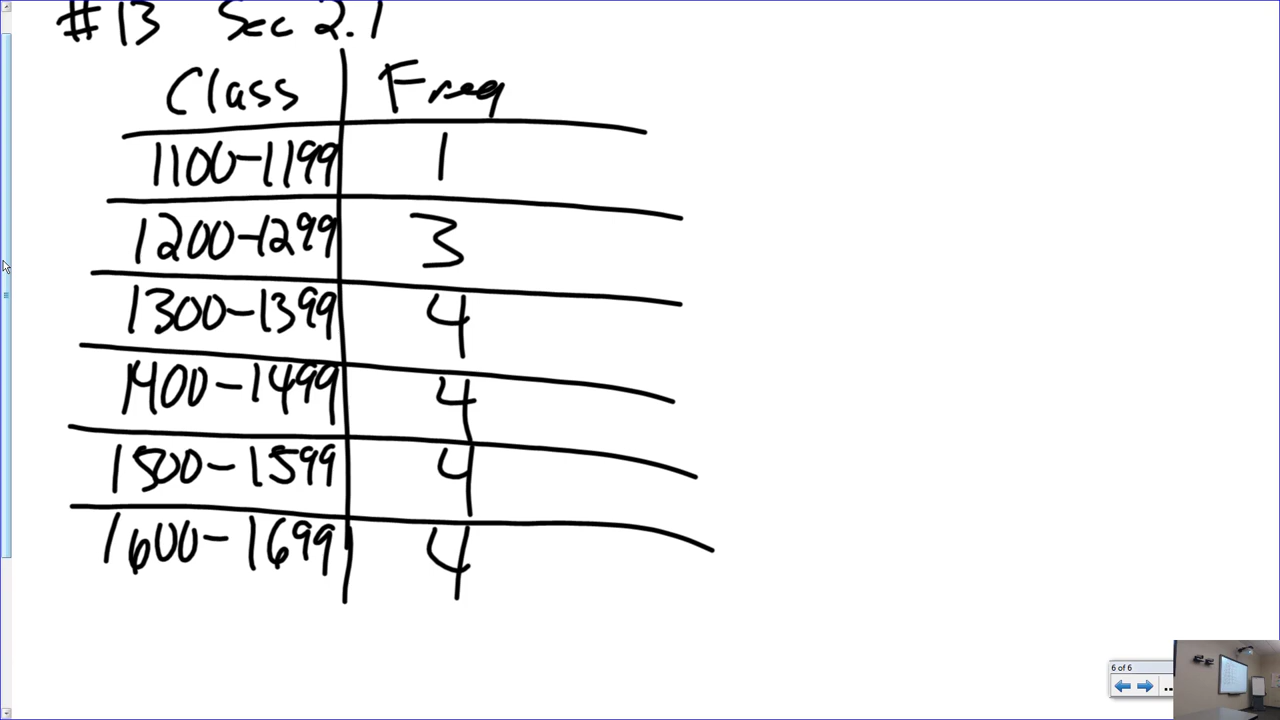 #13 Sec 2.1
Class Freq
1100-1199 1
1200-1299 3
1300-1399 4
1400-1499 4
1500-1599 4
1600-1699 4
6 of 6